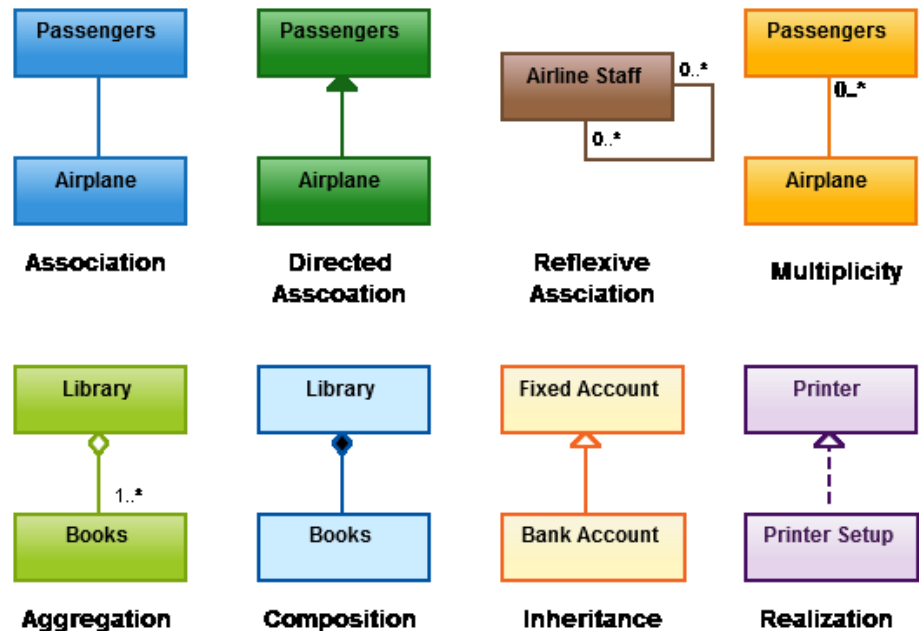 Passengers
Passengers
Airline Staff
0..*
0..*
Passengers
0..*
Airplane
Airplane
Airplane
Association
Directed
Asscoation
Reflexive
Assciation
Multiplicity
Library
Library
Fixed Account
Printer
1..*
Books
Books
Bank Account
Printer Setup
Aggregation
Composition
Inheritance
Realization